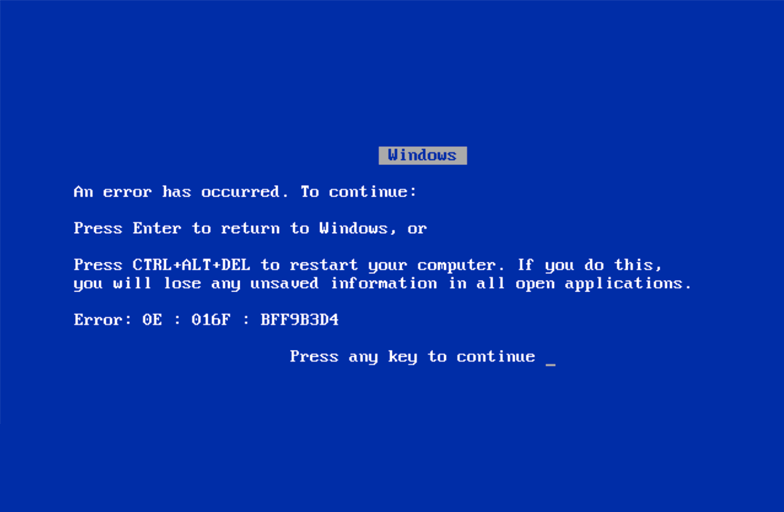 Windows
An error has occurred. To continue:
Press Enter to return to Windows, or
Press CTRL+ALT+DEL to restart your computer. If you do this,
you will lose any unsaved information in all open applications.
Error: 0E : 016F : BFF9B3D4
Press any key to continue _